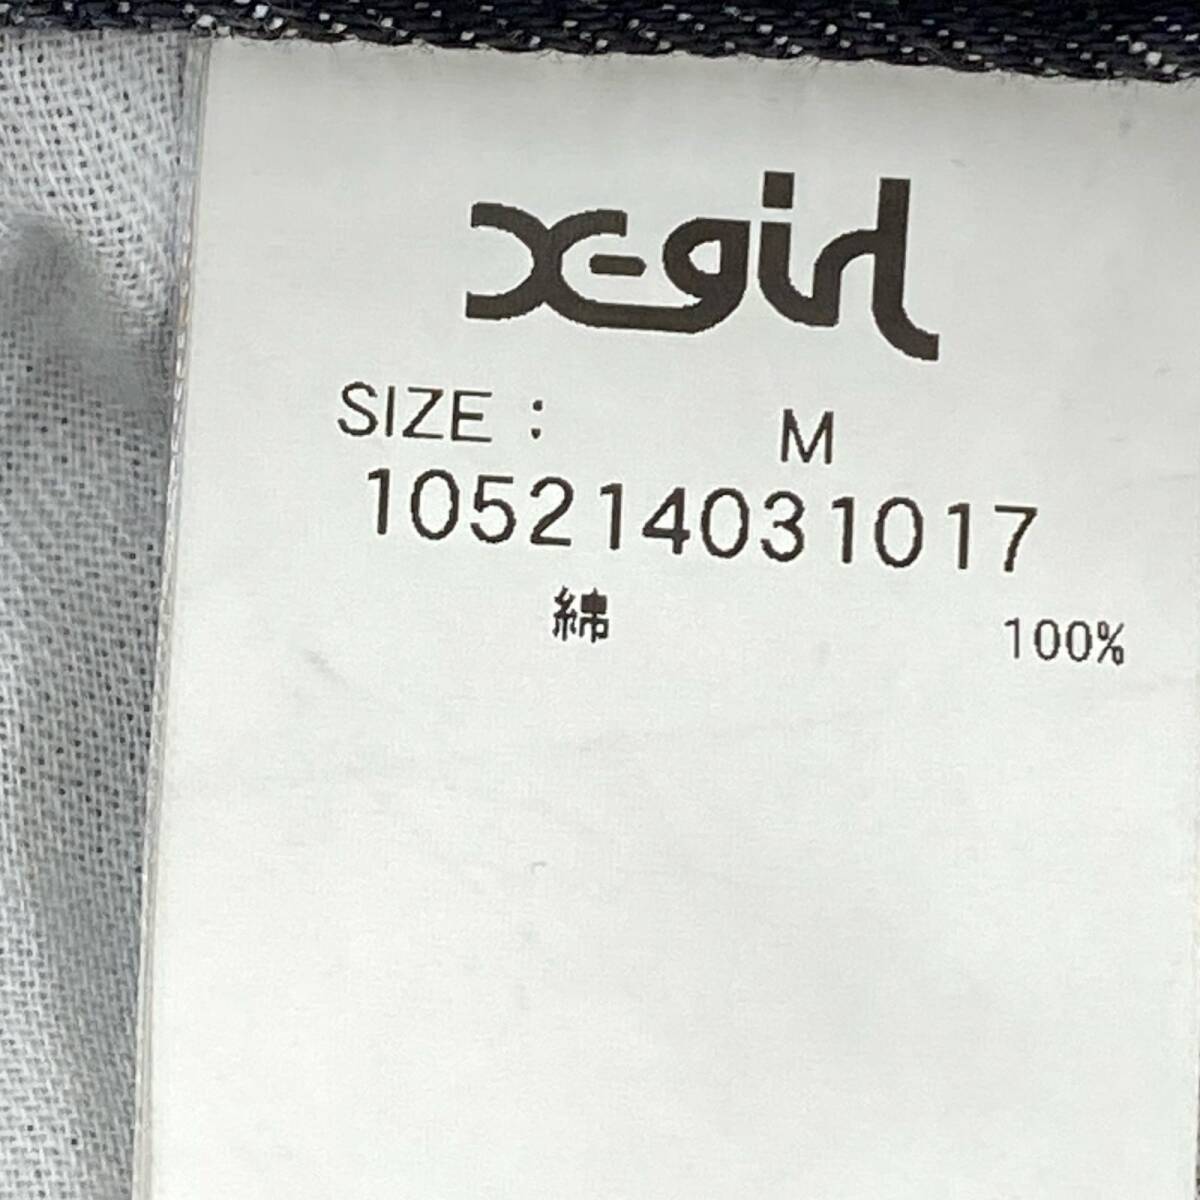 X-girl
SIZE : M
105214031017
綿 100%